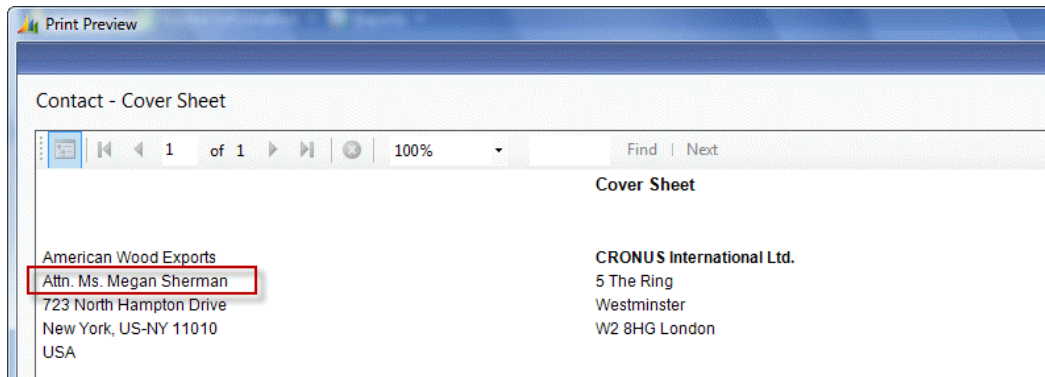 Print Preview
Contact - Cover Sheet
1 of 1 100% Find | Next
Cover Sheet
American Wood Exports
Attn. Ms. Megan Sherman
723 North Hampton Drive
New York, US-NY 11010
USA
CRONUS International Ltd.
5 The Ring
Westminster
W2 8HG London